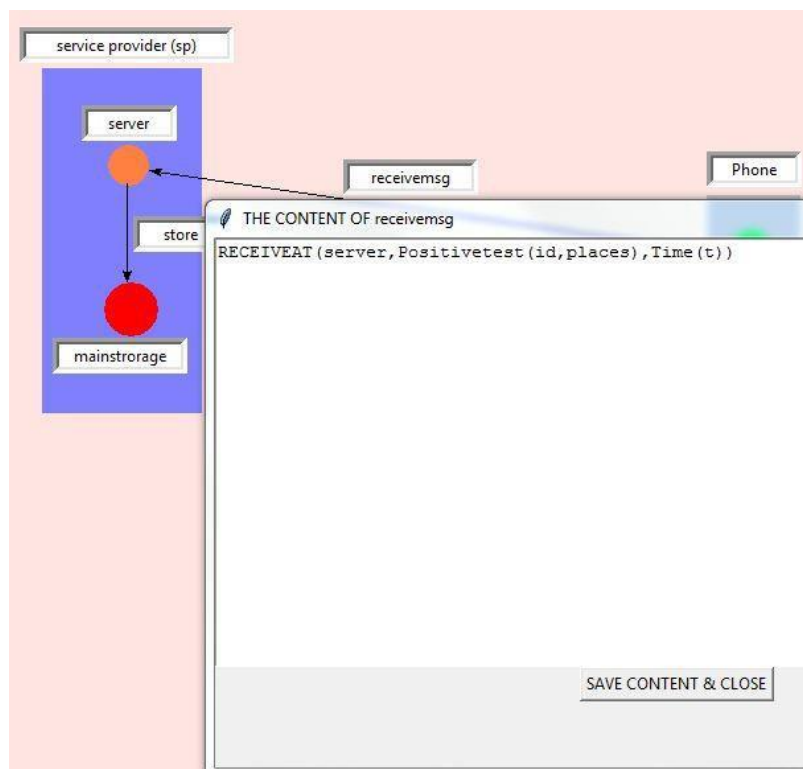 service provider (sp)
server
receivemsg
Phone
store
mainstrorage
THE CONTENT OF receivemsg
RECEIVEAT(server,Positivetest(id,places),Time(t))
SAVE CONTENT & CLOSE